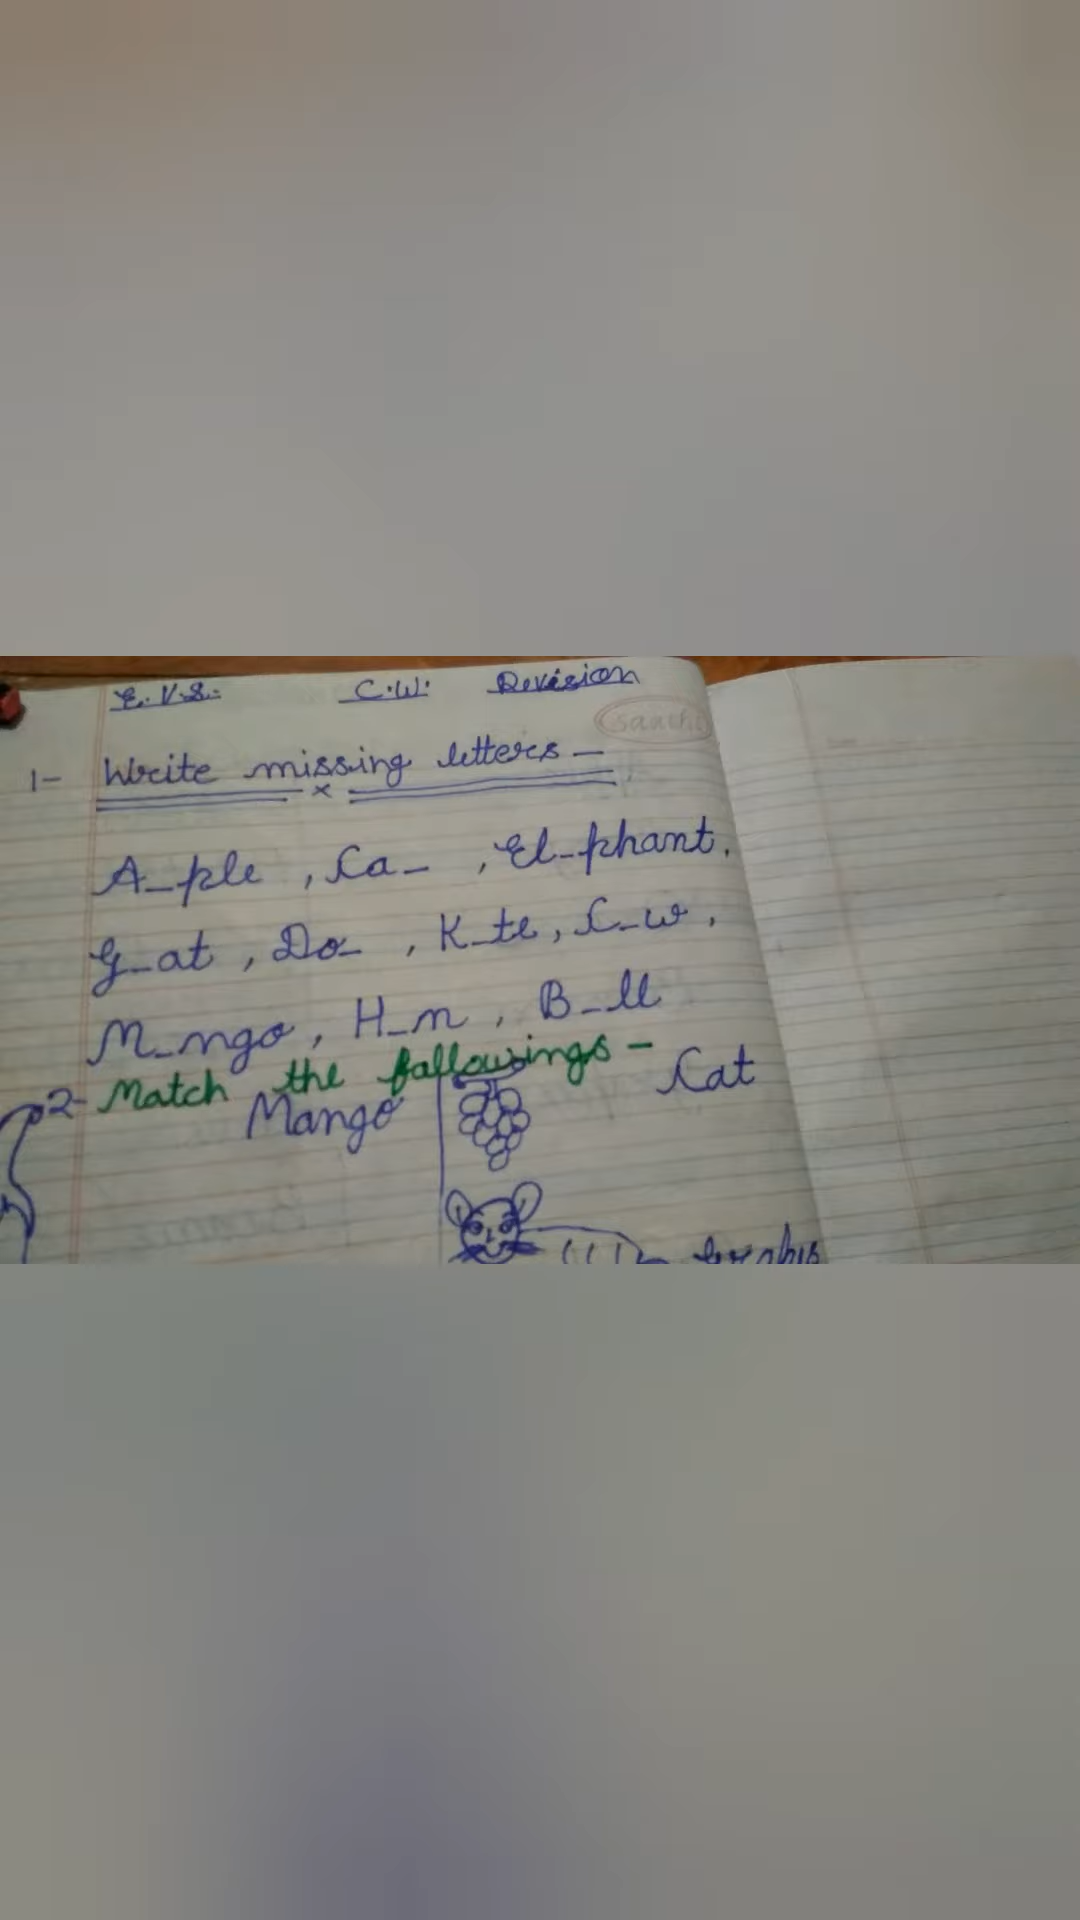 E.V.S. C.W. Revision
saathi
1- Write missing letters -
A_ple , Ca_ , El_phant.
G_at , Do_ , K_te , C_w ,
M_ngo , H_n , B_ll
2- Match the followings -
Mango Cat